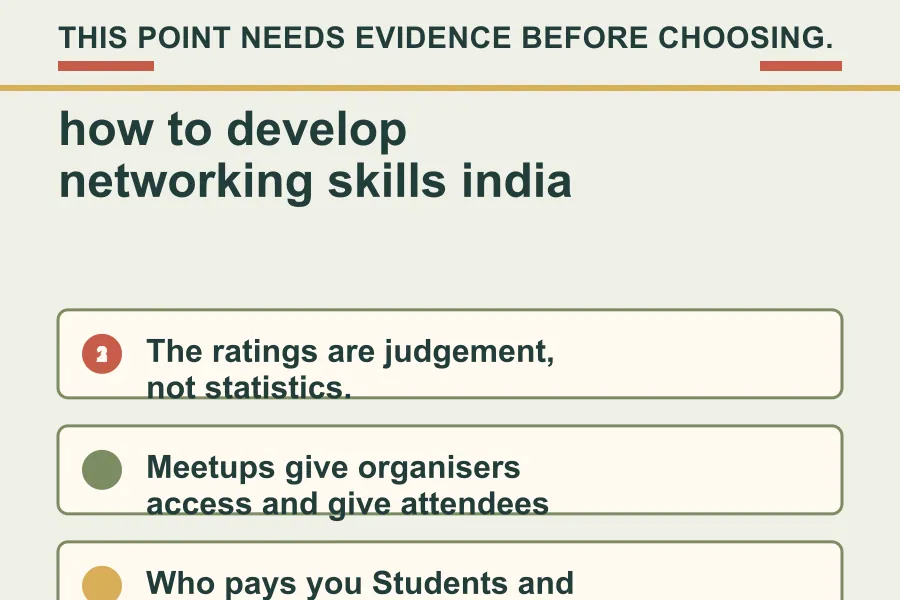 THIS POINT NEEDS EVIDENCE BEFORE CHOOSING.
how to develop
networking skills india
The ratings are judgement,
not statistics.
Meetups give organisers
access and give attendees
Who pays you Students and